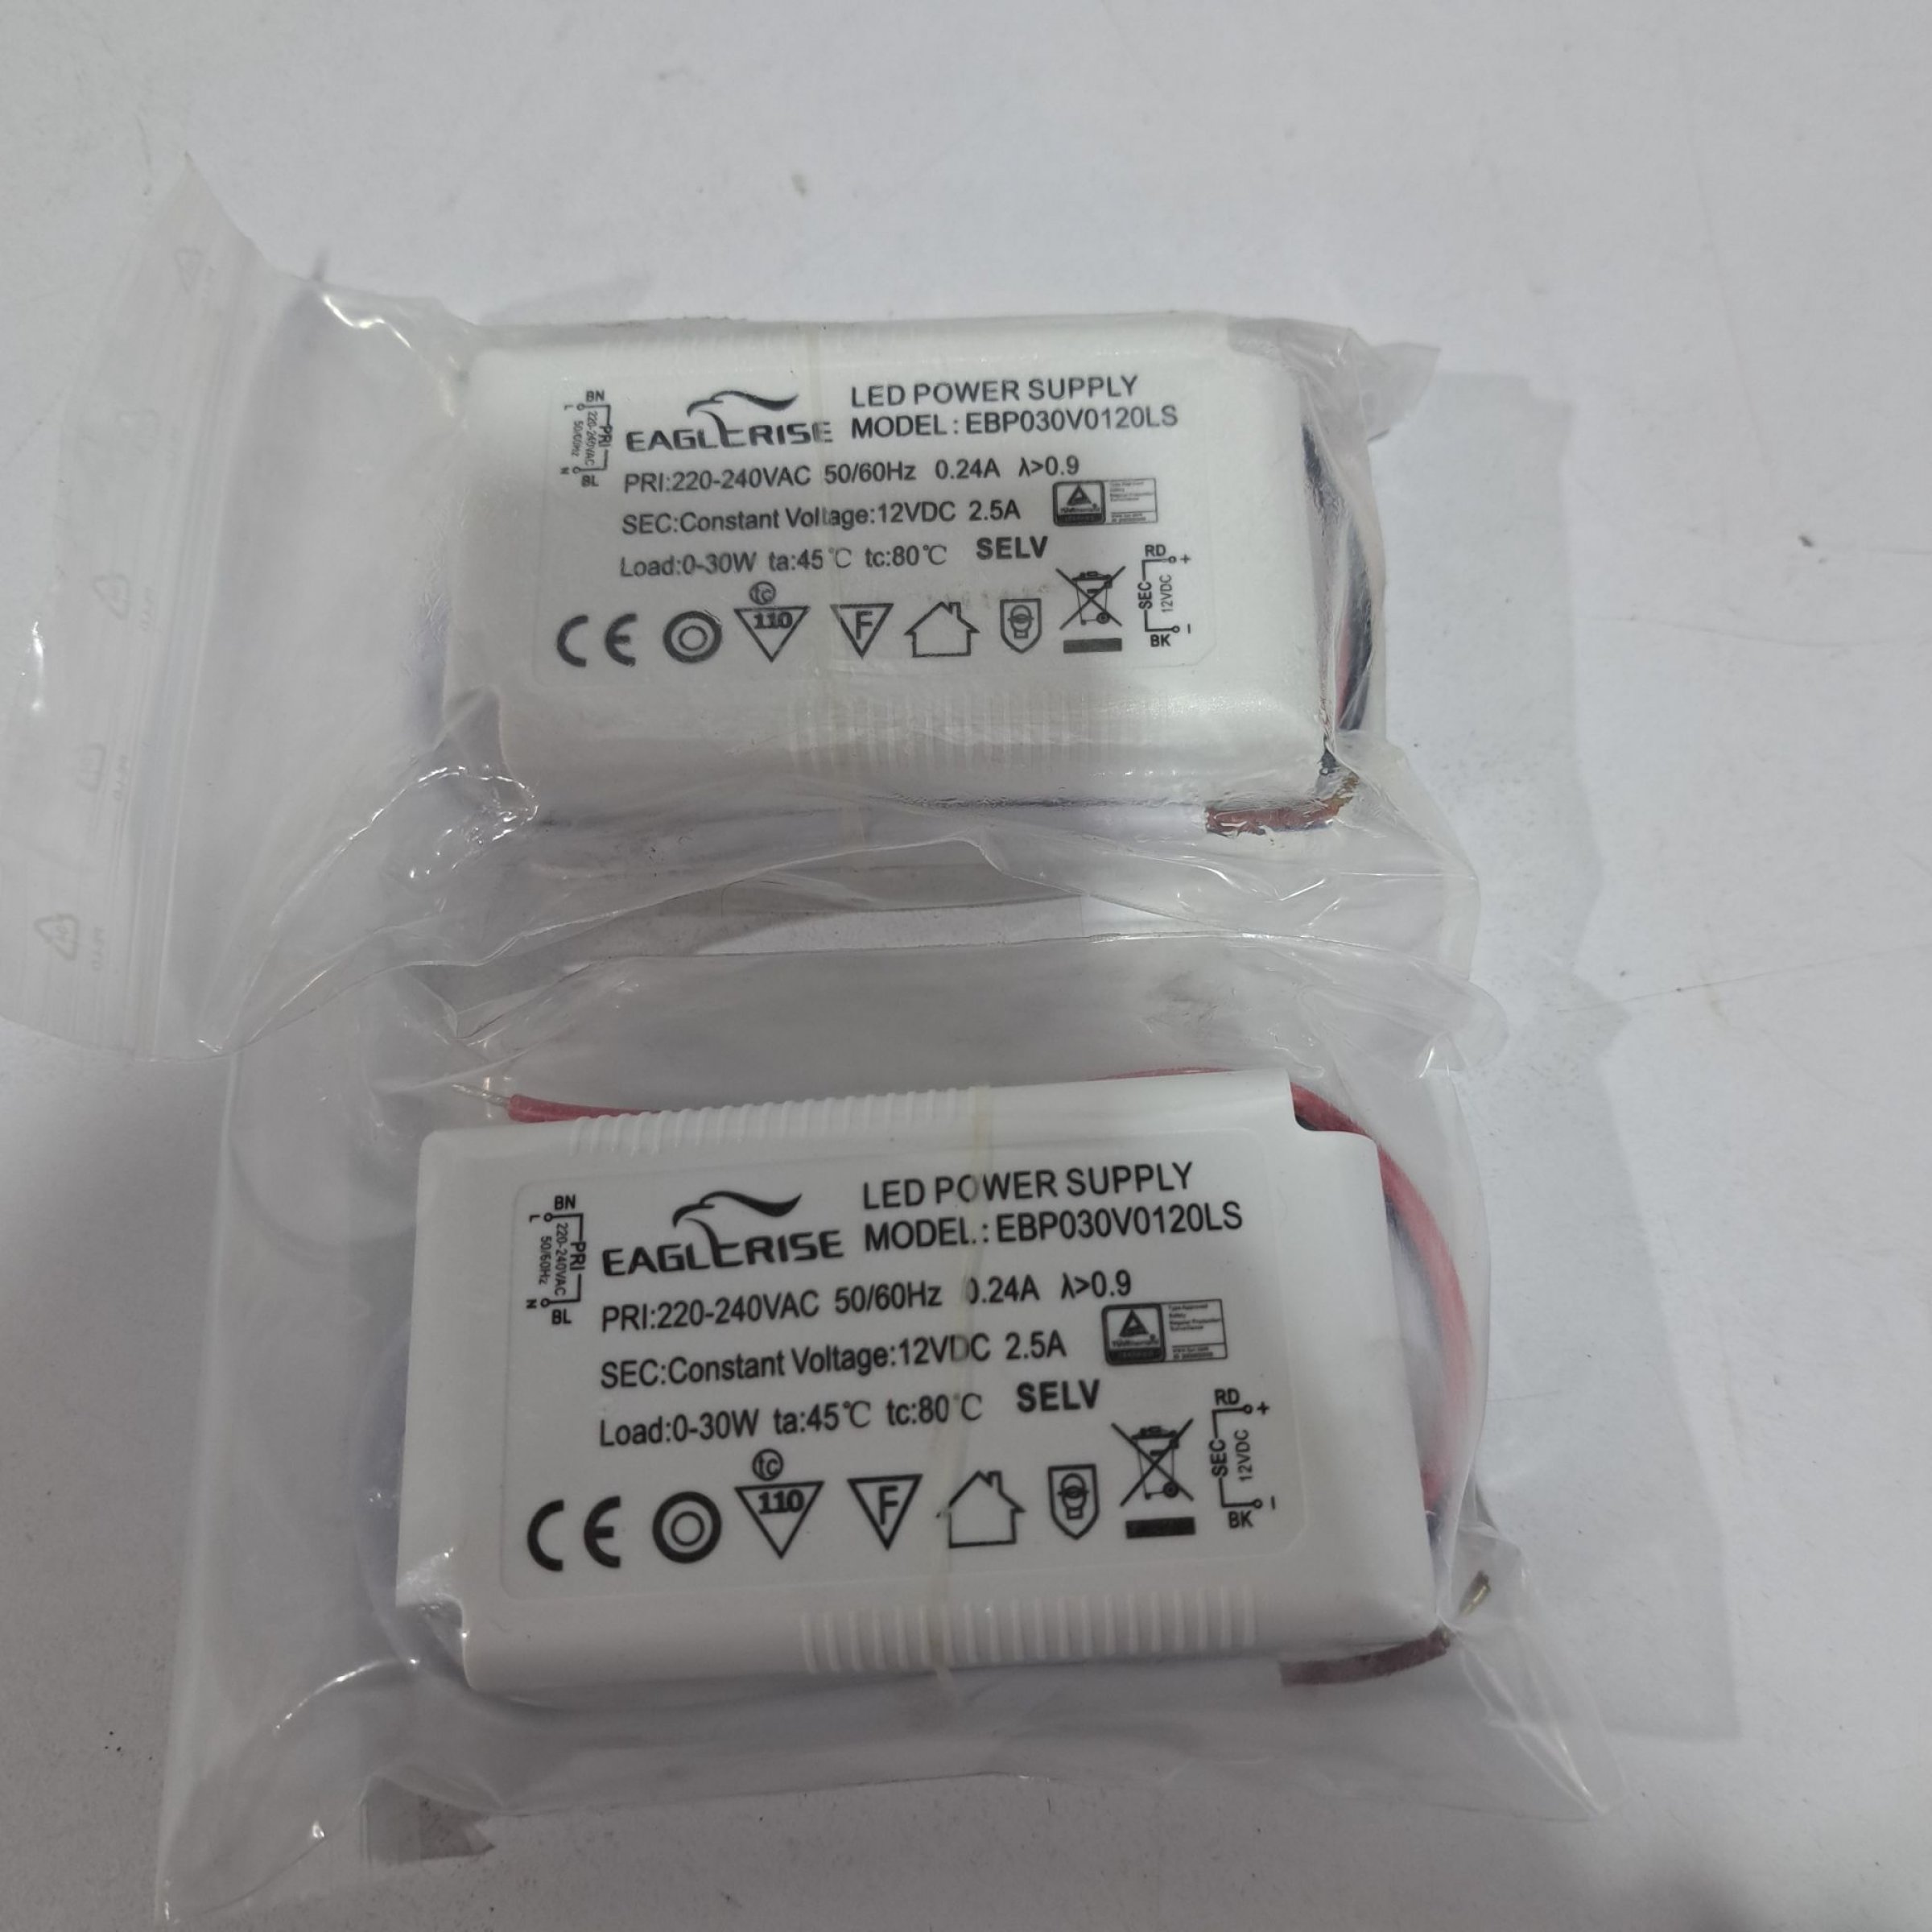 BN
L
220-240VAC
50/60Hz
PRI
N
BL
EAGLERISE
LED POWER SUPPLY
MODEL: EBP030V0120LS
PRI:220-240VAC 50/60Hz 0.24A λ>0.9
SEC:Constant Voltage:12VDC 2.5A
Load:0-30W ta:45℃ tc:80℃ SELV
tc
110
F
CE
RD +
SEC
12VDC
BK -
BN
L
220-240VAC
50/60Hz
PRI
N
BL
EAGLERISE
LED POWER SUPPLY
MODEL.: EBP030V0120LS
PRI:220-240VAC 50/60Hz 0.24A λ>0.9
SEC:Constant Voltage:12VDC 2.5A
Load:0-30W ta:45℃ tc:80℃ SELV
tc
110
F
CE
RD +
SEC
12VDC
BK -